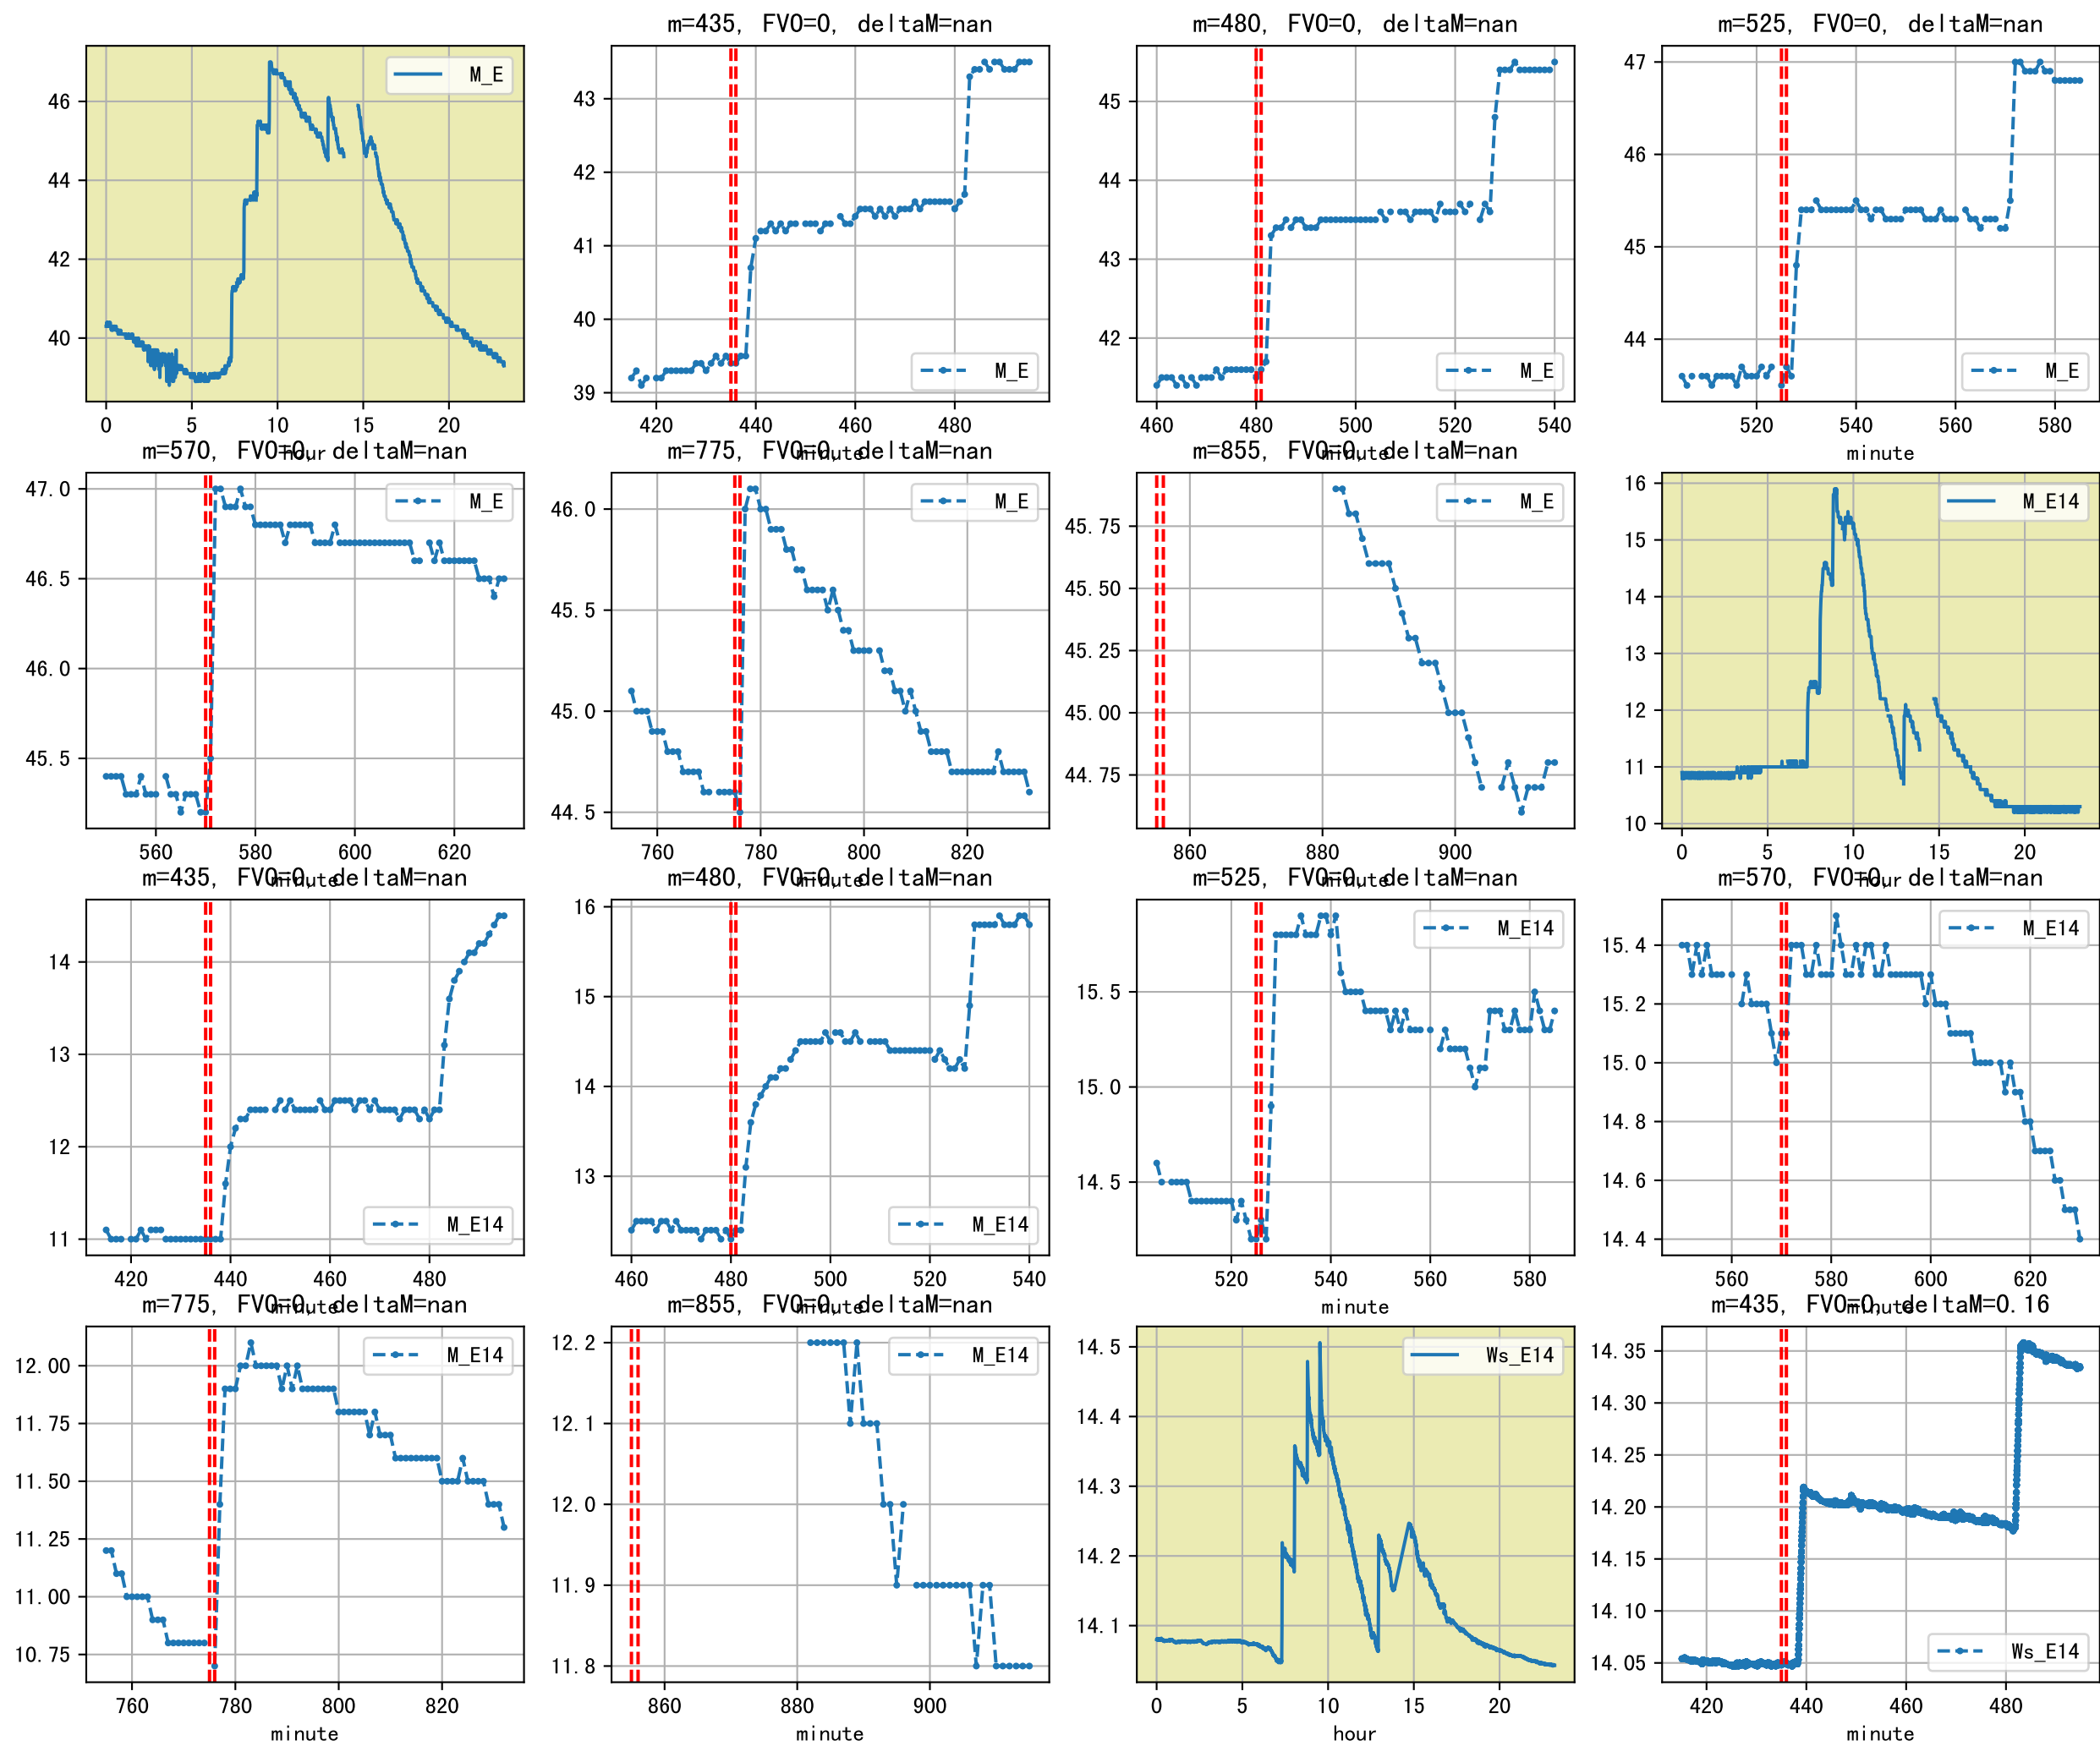 m=435, FVO=0, deltaM=nan
m=480, FVO=0, deltaM=nan
m=525, FVO=0, deltaM=nan
M_E
46
44
42
40
0 5 10 15 20
hour
M_E
43
42
41
40
39
420 440 460 480
minute
M_E
45
44
43
42
460 480 500 520 540
minute
M_E
47
46
45
44
520 540 560 580
minute
m=570, FVO=0, deltaM=nan
M_E
47.0
46.5
46.0
45.5
560 580 600 620
minute
m=775, FVO=0, deltaM=nan
M_E
46.0
45.5
45.0
44.5
760 780 800 820
minute
m=855, FVO=0, deltaM=nan
M_E
45.75
45.50
45.25
45.00
44.75
860 880 900
minute
M_E14
16
15
14
13
12
11
10
0 5 10 15 20
hour
m=435, FVO=0, deltaM=nan
M_E14
14
13
12
11
420 440 460 480
minute
m=480, FVO=0, deltaM=nan
M_E14
16
15
14
13
460 480 500 520 540
minute
m=525, FVO=0, deltaM=nan
M_E14
15.5
15.0
14.5
520 540 560 580
minute
m=570, FVO=0, deltaM=nan
M_E14
15.4
15.2
15.0
14.8
14.6
14.4
560 580 600 620
minute
m=775, FVO=0, deltaM=nan
M_E14
12.00
11.75
11.50
11.25
11.00
10.75
760 780 800 820
minute
m=855, FVO=0, deltaM=nan
M_E14
12.2
12.1
12.0
11.9
11.8
860 880 900
minute
Ws_E14
14.5
14.4
14.3
14.2
14.1
0 5 10 15 20
hour
m=435, FVO=0, deltaM=0.16
Ws_E14
14.35
14.30
14.25
14.20
14.15
14.10
14.05
420 440 460 480
minute